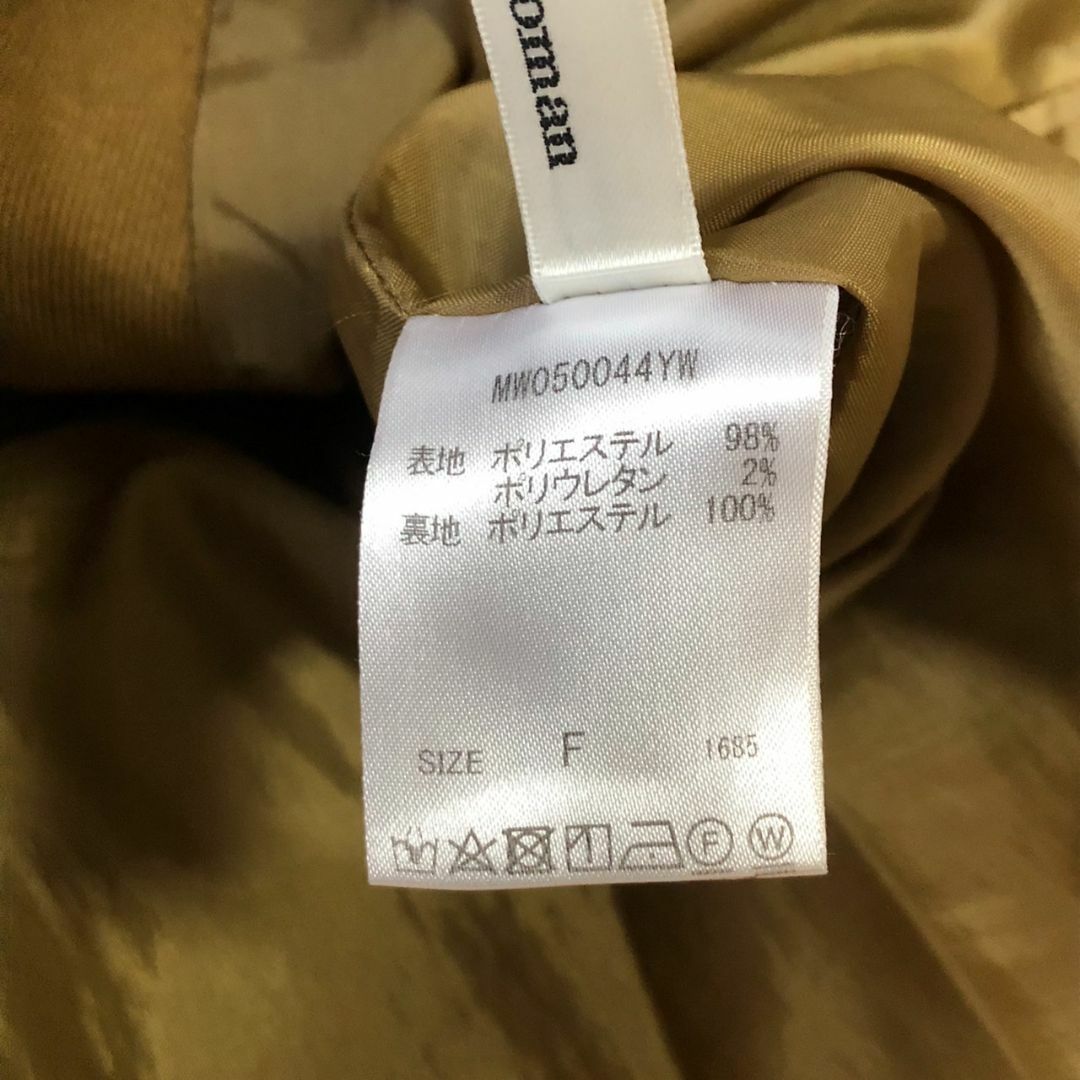 oman
MW050044YW
表地 ポリエステル 98%
ポリウレタン 2%
裏地 ポリエステル 100%
SIZE F 1685
F W